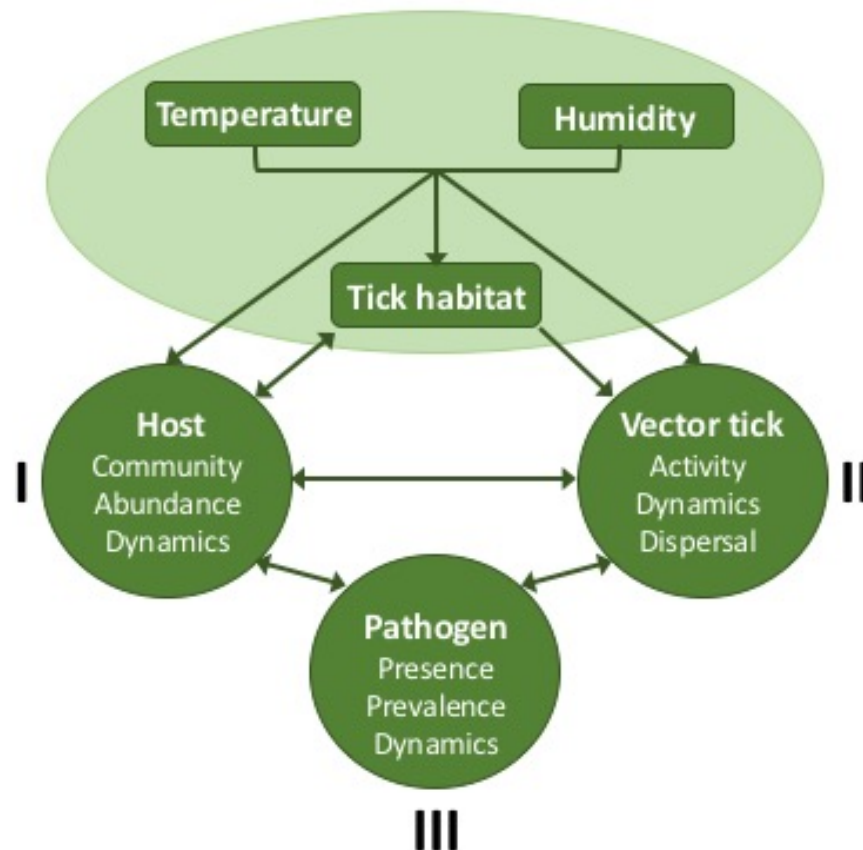 Temperature
Humidity
Tick habitat
Host
Community
Abundance
Dynamics
I
Vector tick
Activity
Dynamics
Dispersal
II
Pathogen
Presence
Prevalence
Dynamics
III